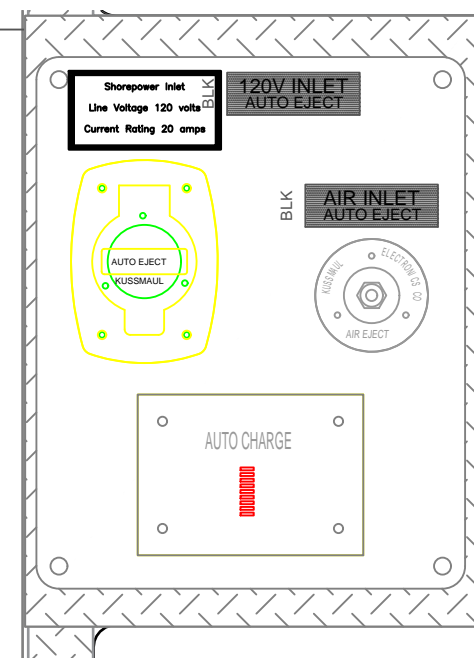 Shorepower Inlet
Line Voltage 120 volts
Current Rating 20 amps
BLK
120V INLET
AUTO EJECT
BLK
AIR INLET
AUTO EJECT
AUTO EJECT
KUSSMAUL
KUSSMAUL
ELECTRONICS CO
AIR EJECT
AUTO CHARGE